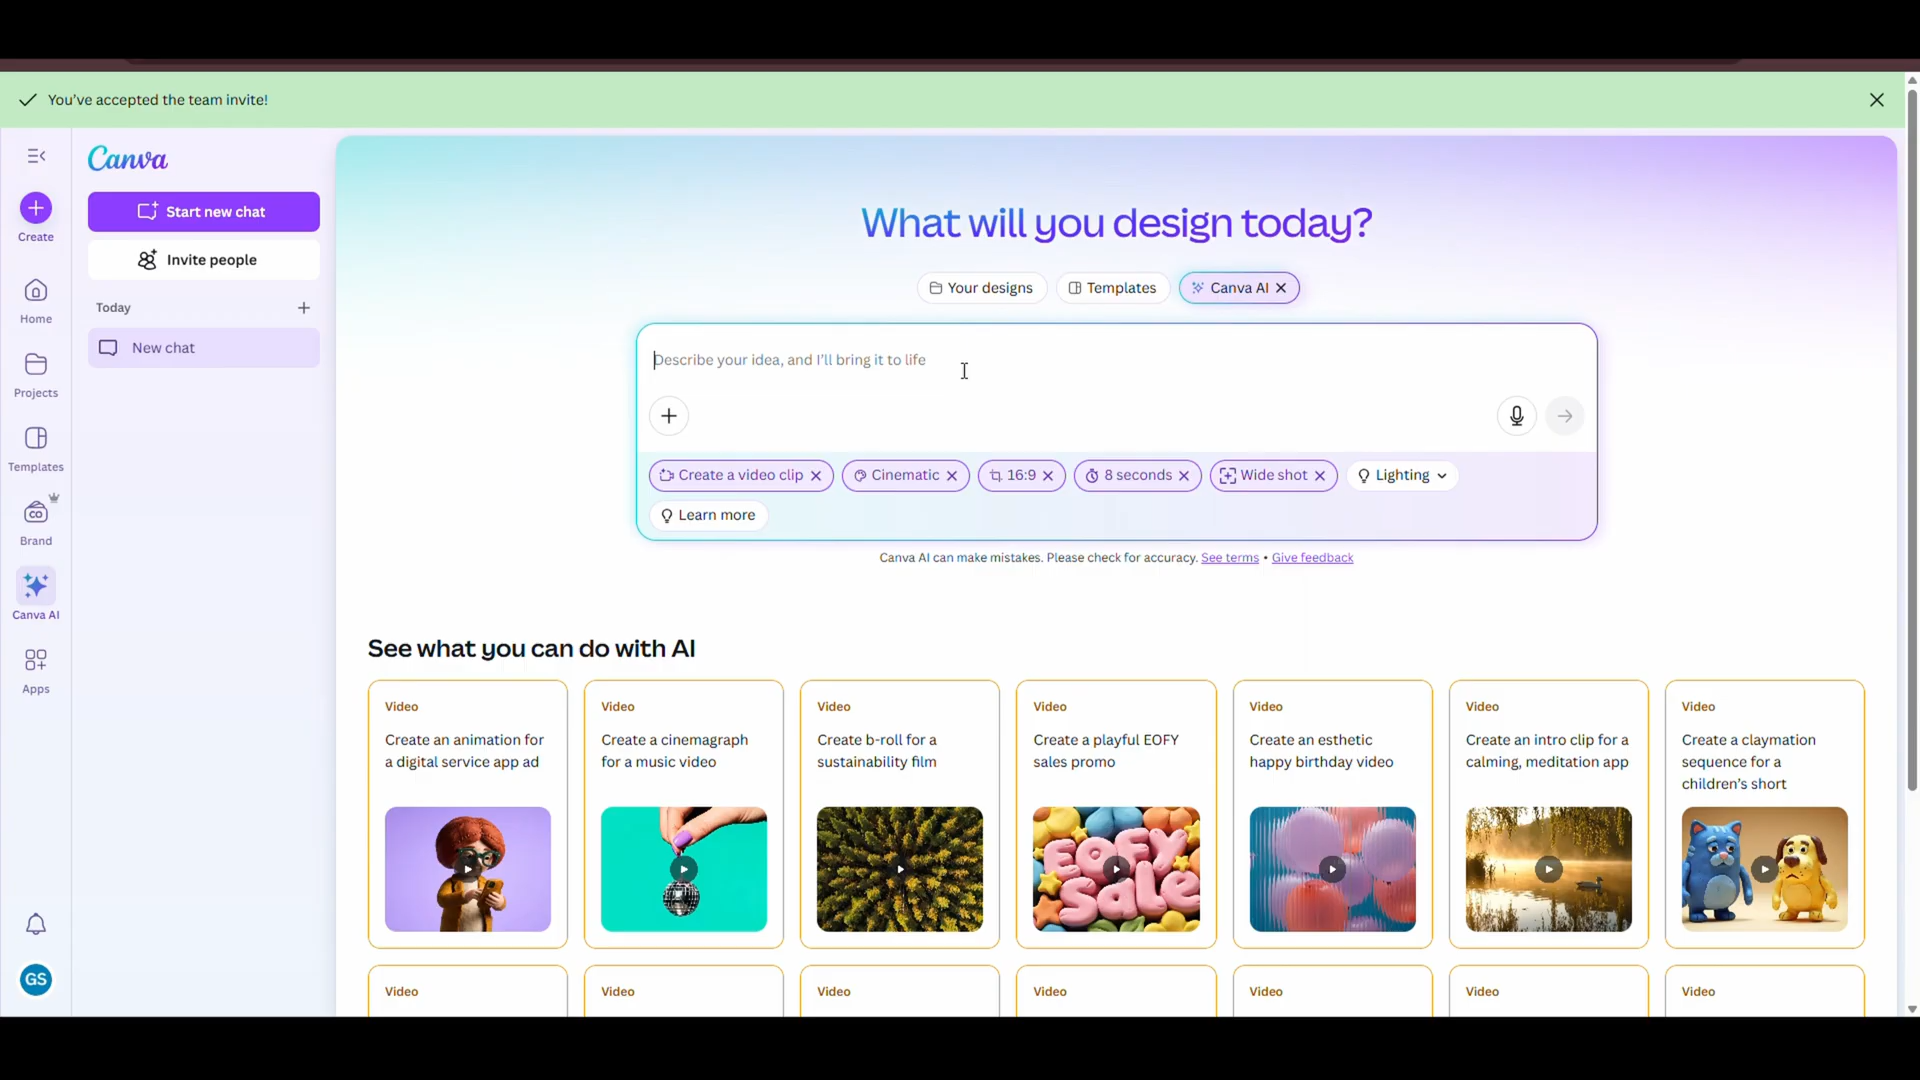 You've accepted the team invite!
Canva
Create
Start new chat
Invite people
Today
New chat
Home
Projects
Templates
Brand
CO
Canva AI
Apps
GS
What will you design today?
Your designs
Templates
Canva AI
Describe your idea, and I'll bring it to life
Create a video clip
Cinematic
16:9
8 seconds
Wide shot
Lighting
Learn more
Canva AI can make mistakes. Please check for accuracy. See terms • Give feedback
See what you can do with AI
Video
Create an animation for
a digital service app ad
Video
Create a cinemagraph
for a music video
Video
Create b-roll for a
sustainability film
Video
Create a playful EOFY
sales promo
EOFY
Sale
Video
Create an esthetic
happy birthday video
Video
Create an intro clip for a
calming, meditation app
Video
Create a claymation
sequence for a
children's short
Video
Video
Video
Video
Video
Video
Video